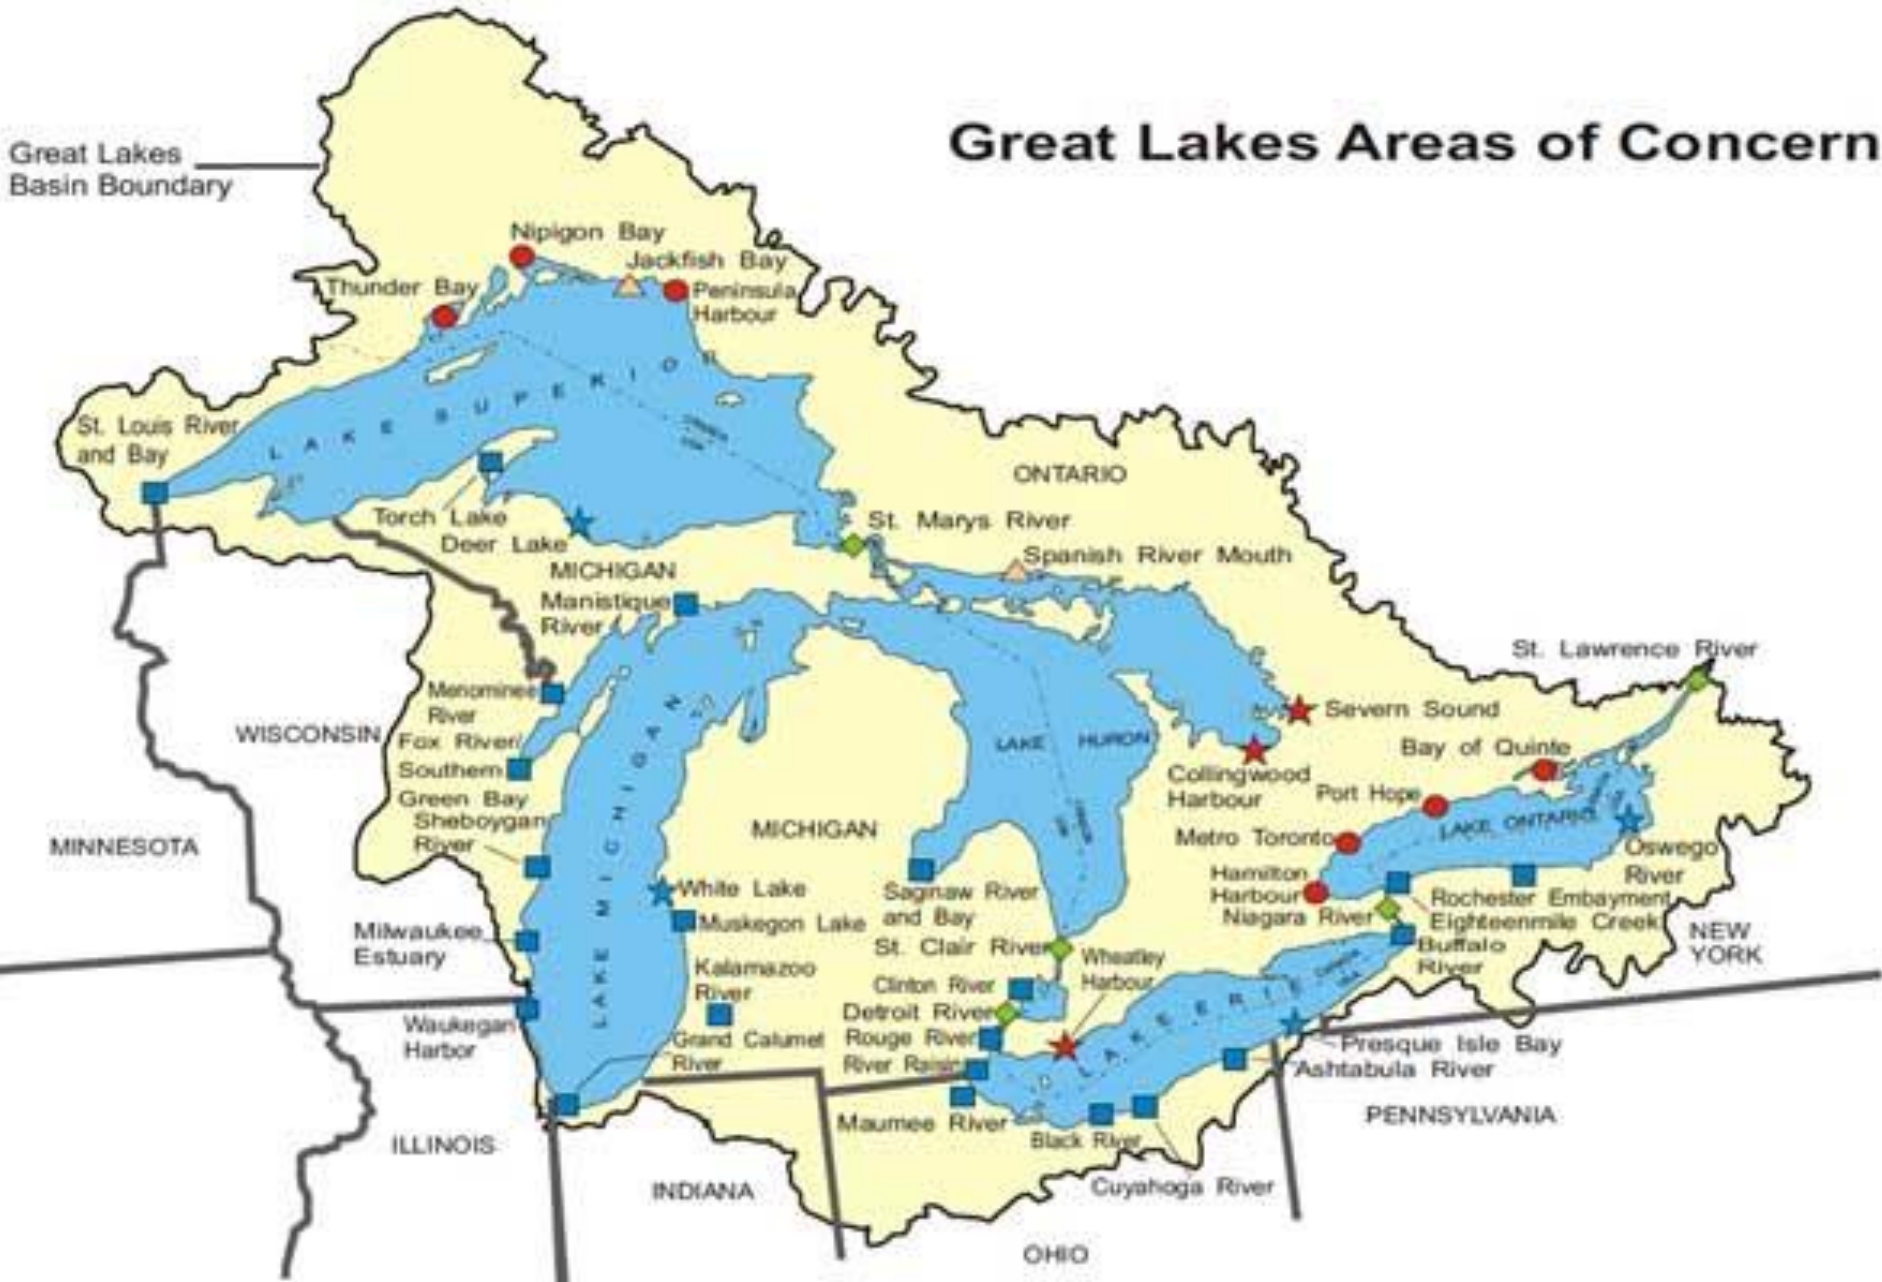 Great Lakes Areas of Concern
Great Lakes
Basin Boundary
Nipigon Bay
Jackfish Bay
Thunder Bay
Peninsula
Harbour
LAKE SUPERIOR
St. Louis River
and Bay
ONTARIO
Torch Lake
Deer Lake
St. Marys River
Spanish River Mouth
MICHIGAN
Manistique
River
St. Lawrence River
Menominee
River
Severn Sound
WISCONSIN
Fox River/
Southern
Green Bay
LAKE HURON
Bay of Quinte
Collingwood
Harbour
Port Hope
Sheboygan
River
MINNESOTA
MICHIGAN
LAKE MICHIGAN
LAKE ONTARIO
Metro Toronto
Oswego
River
Hamilton
Harbour
White Lake
Muskegon Lake
Saginaw River
and Bay
Rochester Embayment
Niagara River
Eighteenmile Creek
Milwaukee
Estuary
St. Clair River
Wheatley
Harbour
Buffalo
River
NEW
YORK
Kalamazoo
River
Clinton River
Detroit River
LAKE ERIE
Waukegan
Harbor
Grand Calumet
River
Rouge River
River Raisin
Presque Isle Bay
Ashtabula River
Maumee River
Black River
PENNSYLVANIA
ILLINOIS
INDIANA
Cuyahoga River
OHIO